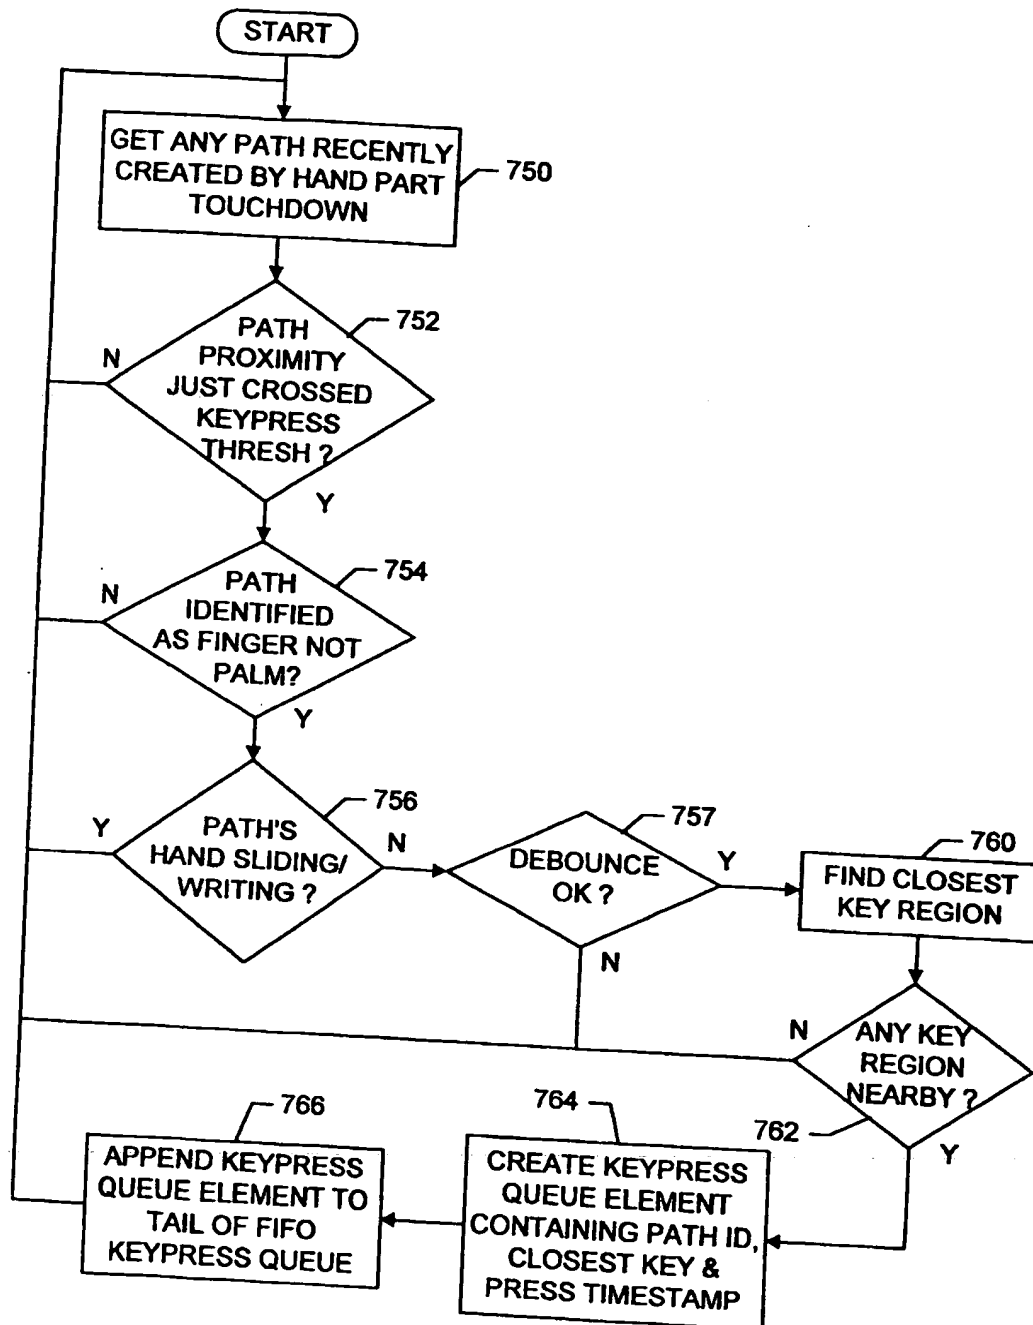 START
GET ANY PATH RECENTLY
CREATED BY HAND PART
TOUCHDOWN
750
PATH
PROXIMITY
JUST CROSSED
KEYPRESS
THRESH ?
752
N
Y
PATH
IDENTIFIED
AS FINGER NOT
PALM?
754
N
Y
PATH'S
HAND SLIDING/
WRITING ?
756
Y
N
DEBOUNCE
OK ?
757
Y
N
760
FIND CLOSEST
KEY REGION
ANY KEY
REGION
NEARBY ?
762
N
Y
764
CREATE KEYPRESS
QUEUE ELEMENT
CONTAINING PATH ID,
CLOSEST KEY &
PRESS TIMESTAMP
766
APPEND KEYPRESS
QUEUE ELEMENT TO
TAIL OF FIFO
KEYPRESS QUEUE